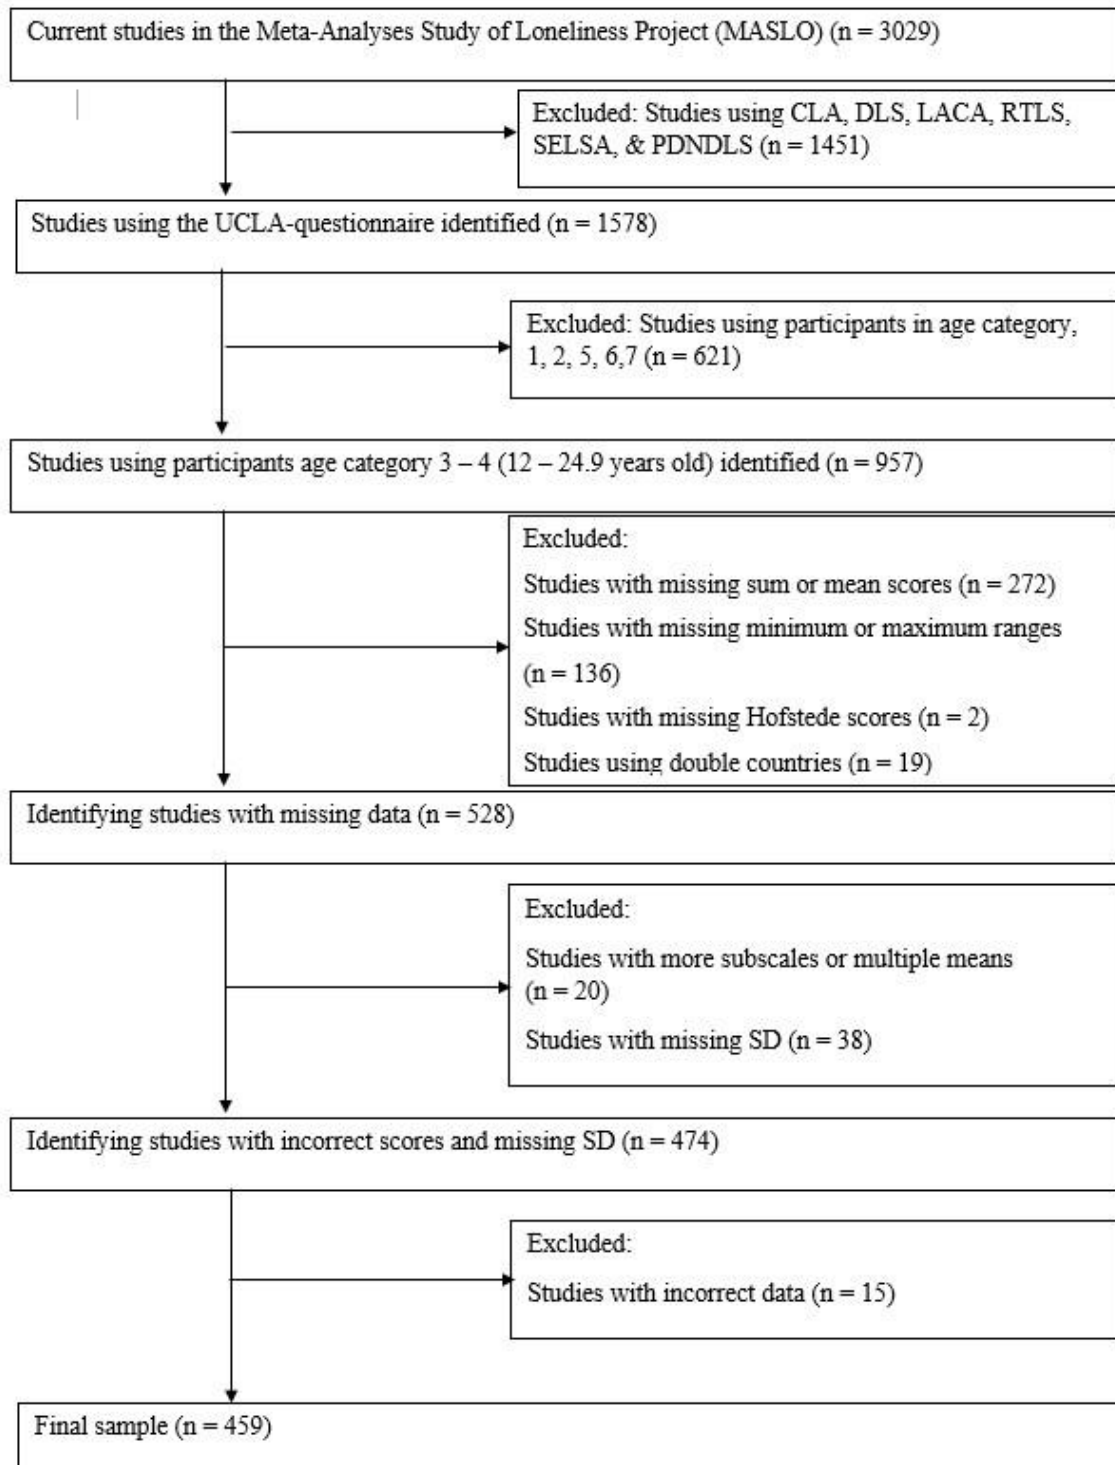 Current studies in the Meta-Analyses Study of Loneliness Project (MASLO) (n = 3029)
Excluded: Studies using CLA, DLS, LACA, RTLS,
SELSA, & PDNDLS (n = 1451)
Studies using the UCLA-questionnaire identified (n = 1578)
Excluded: Studies using participants in age category,
1, 2, 5, 6,7 (n = 621)
Studies using participants age category 3 – 4 (12 – 24.9 years old) identified (n = 957)
Excluded:
Studies with missing sum or mean scores (n = 272)
Studies with missing minimum or maximum ranges
(n = 136)
Studies with missing Hofstede scores (n = 2)
Studies using double countries (n = 19)
Identifying studies with missing data (n = 528)
Excluded:
Studies with more subscales or multiple means
(n = 20)
Studies with missing SD (n = 38)
Identifying studies with incorrect scores and missing SD (n = 474)
Excluded:
Studies with incorrect data (n = 15)
Final sample (n = 459)